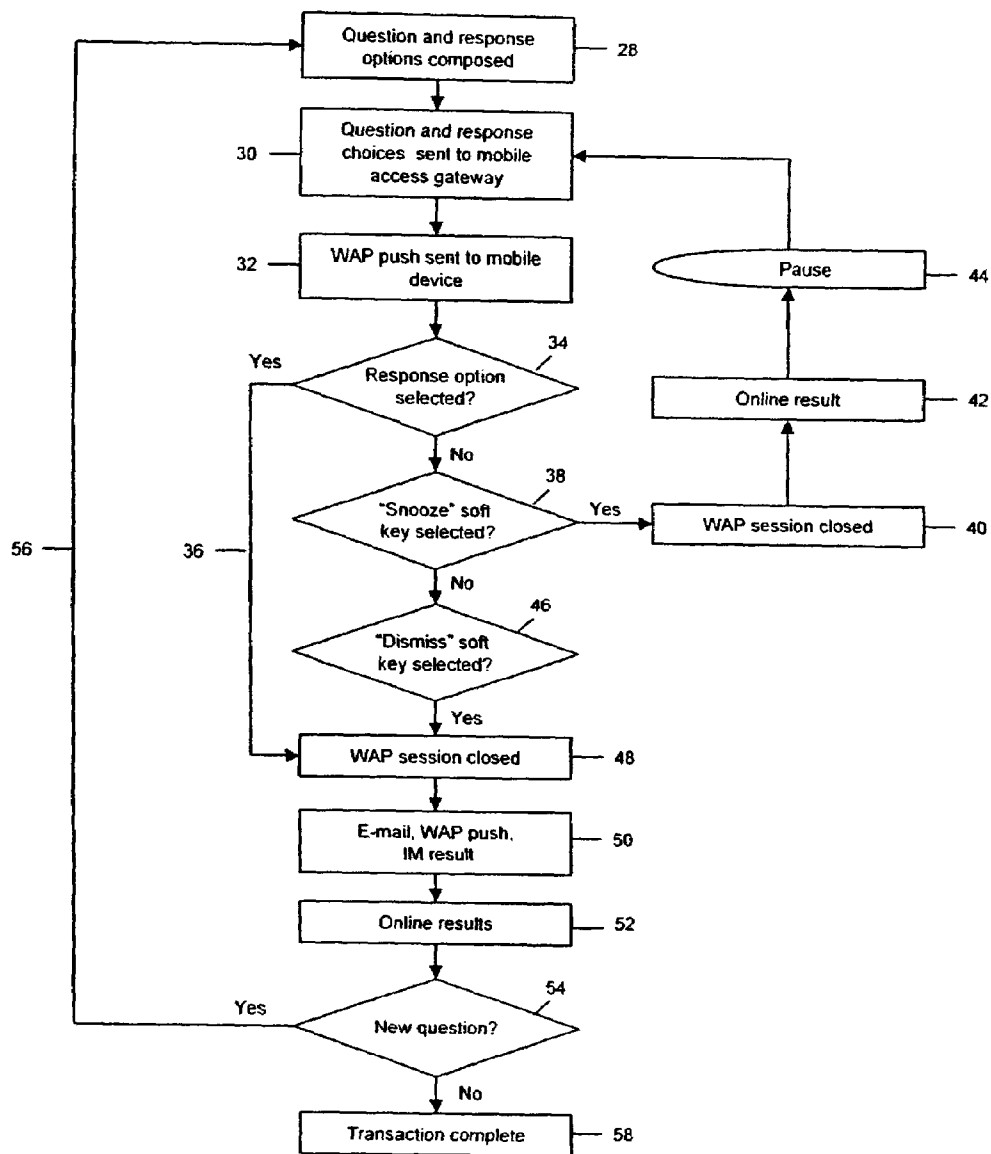 Question and response
options composed
28
Question and response
choices sent to mobile
access gateway
30
WAP push sent to mobile
device
32
Pause
44
34
Yes
Response option
selected?
Online result
42
No
38
"Snooze" soft
key selected?
Yes
WAP session closed
40
56
36
No
46
"Dismiss" soft
key selected?
Yes
WAP session closed
48
E-mail, WAP push,
IM result
50
Online results
52
54
Yes
New question?
No
Transaction complete
58